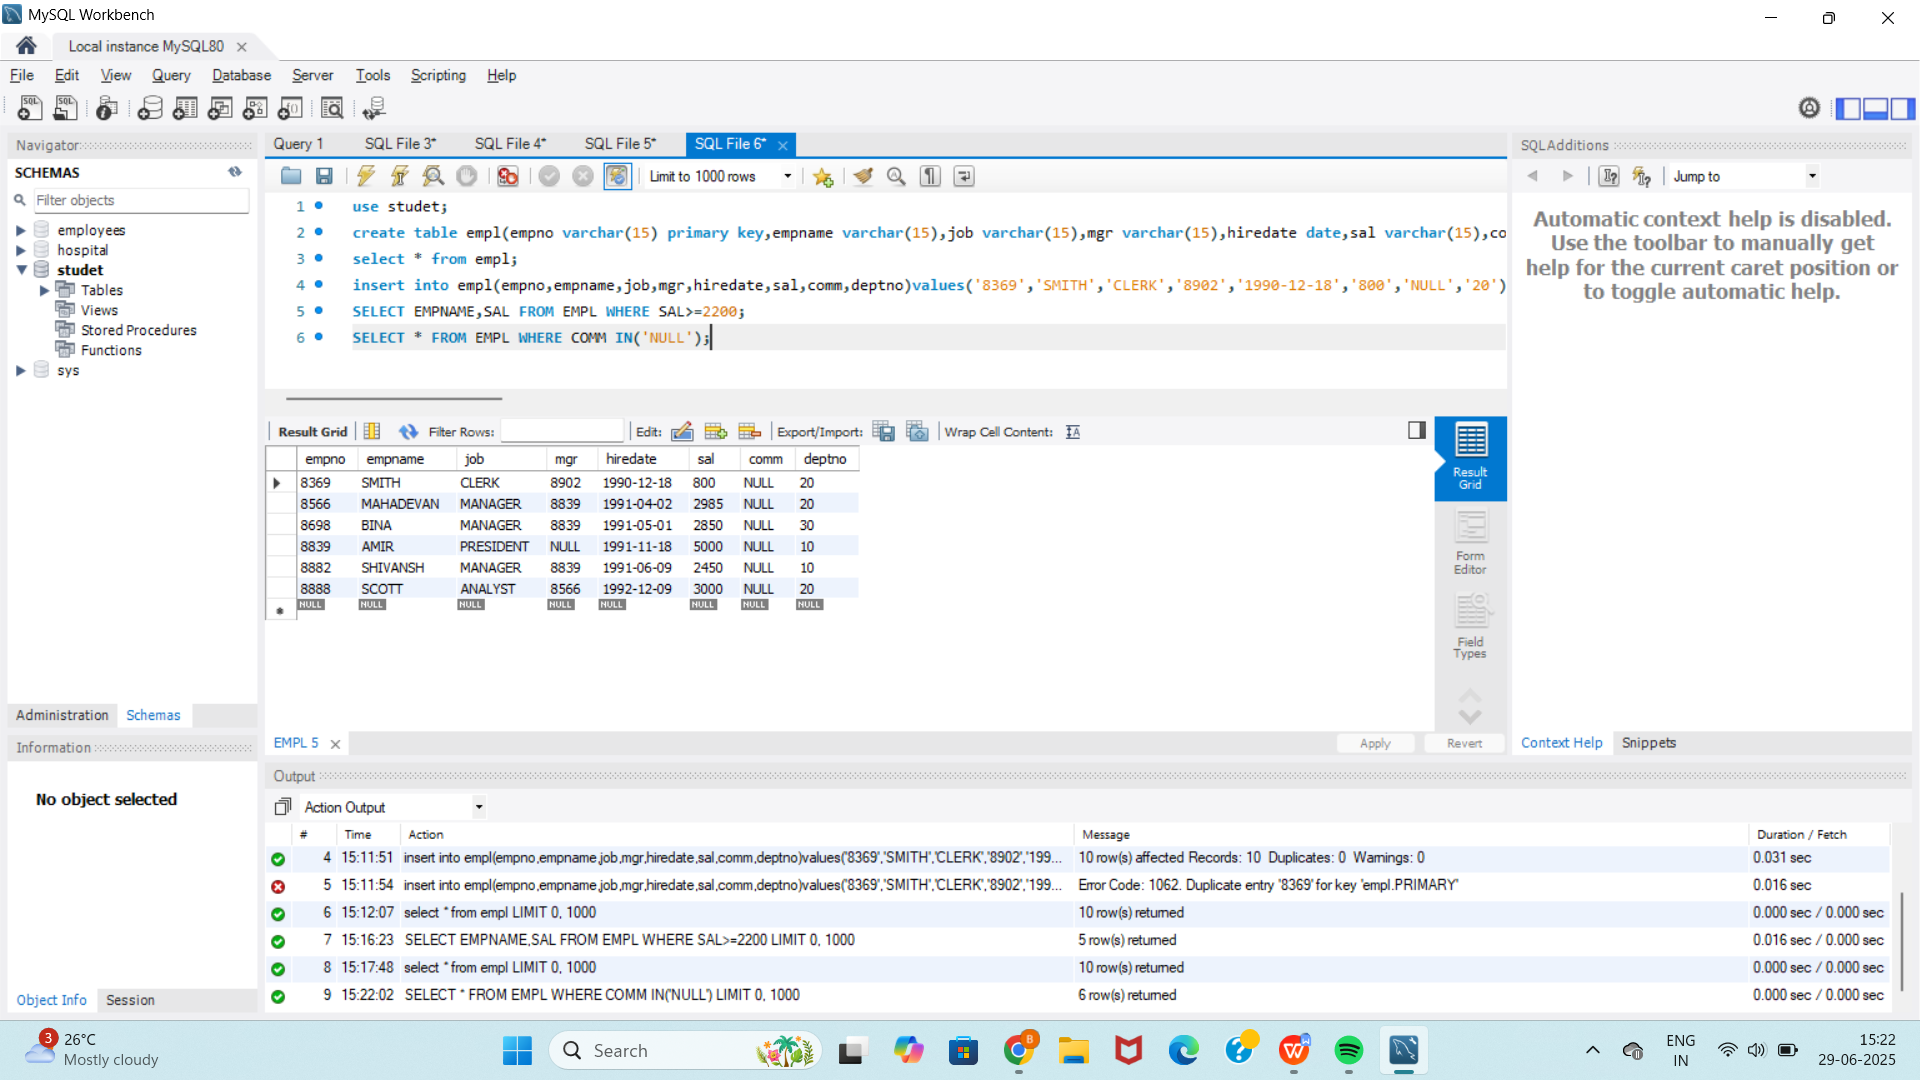 MySQL Workbench
Local instance MySQL80
File Edit View Query Database Server Tools Scripting Help
Navigator
SCHEMAS
Filter objects
employees
hospital
studet
Tables
Views
Stored Procedures
Functions
sys
Administration Schemas
Information
No object selected
Object Info Session
Query 1 SQL File 3* SQL File 4* SQL File 5* SQL File 6*
Limit to 1000 rows
1 use studet;
2 create table empl(empno varchar(15) primary key,empname varchar(15),job varchar(15),mgr varchar(15),hiredate date,sal varchar(15),co
3 select * from empl;
4 insert into empl(empno,empname,job,mgr,hiredate,sal,comm,deptno)values('8369','SMITH','CLERK','8902','1990-12-18','800','NULL','20')
5 SELECT EMPNAME,SAL FROM EMPL WHERE SAL>=2200;
6 SELECT * FROM EMPL WHERE COMM IN('NULL');
Result Grid Filter Rows: Edit: Export/Import: Wrap Cell Content:
empno empname job mgr hiredate sal comm deptno
8369 SMITH CLERK 8902 1990-12-18 800 NULL 20
8566 MAHADEVAN MANAGER 8839 1991-04-02 2985 NULL 20
8698 BINA MANAGER 8839 1991-05-01 2850 NULL 30
8839 AMIR PRESIDENT NULL 1991-11-18 5000 NULL 10
8882 SHIVANSH MANAGER 8839 1991-06-09 2450 NULL 10
8888 SCOTT ANALYST 8566 1992-12-09 3000 NULL 20
NULL NULL NULL NULL NULL NULL NULL NULL
Result
Grid
Form
Editor
Field
Types
EMPL 5
Apply Revert
SQLAdditions
Jump to
Automatic context help is disabled.
Use the toolbar to manually get
help for the current caret position or
to toggle automatic help.
Context Help Snippets
Output
Action Output
# Time Action Message Duration / Fetch
4 15:11:51 insert into empl(empno,empname,job,mgr,hiredate,sal,comm,deptno)values('8369','SMITH','CLERK','8902','199... 10 row(s) affected Records: 10 Duplicates: 0 Warnings: 0 0.031 sec
5 15:11:54 insert into empl(empno,empname,job,mgr,hiredate,sal,comm,deptno)values('8369','SMITH','CLERK','8902','199... Error Code: 1062. Duplicate entry '8369' for key 'empl.PRIMARY' 0.016 sec
6 15:12:07 select * from empl LIMIT 0, 1000 10 row(s) returned 0.000 sec / 0.000 sec
7 15:16:23 SELECT EMPNAME,SAL FROM EMPL WHERE SAL>=2200 LIMIT 0, 1000 5 row(s) returned 0.016 sec / 0.000 sec
8 15:17:48 select * from empl LIMIT 0, 1000 10 row(s) returned 0.000 sec / 0.000 sec
9 15:22:02 SELECT * FROM EMPL WHERE COMM IN('NULL') LIMIT 0, 1000 6 row(s) returned 0.000 sec / 0.000 sec
3
26°C
Mostly cloudy
Search
ENG
IN
15:22
29-06-2025